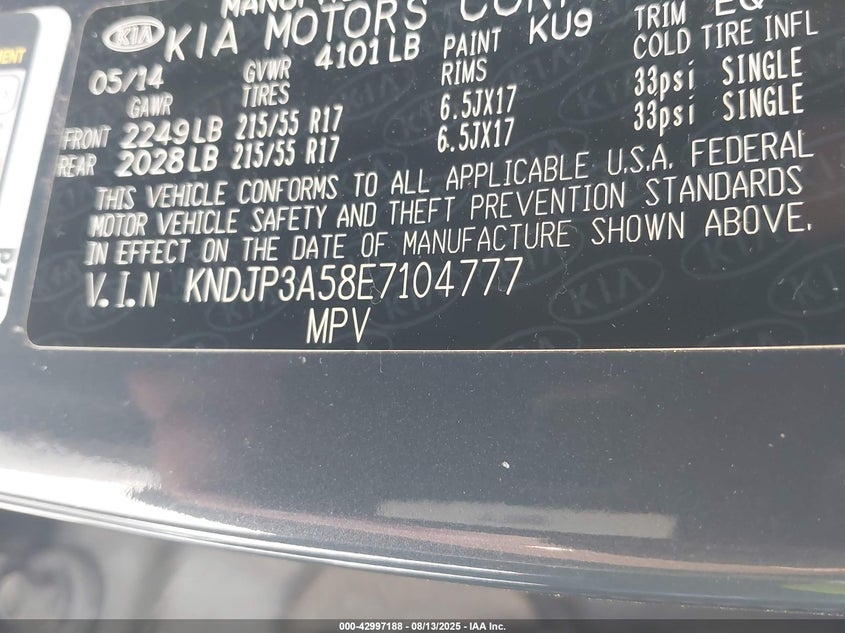 MANUFA
KIA KIA MOTORS CORP
05/14 GVWR 4101 LB PAINT KU9 TRIM EQ
GAWR TIRES RIMS COLD TIRE INFL
FRONT 2249 LB 215/55 R17 6.5JX17 33psi SINGLE
REAR 2028 LB 215/55 R17 6.5JX17 33psi SINGLE
THIS VEHICLE CONFORMS TO ALL APPLICABLE U.S.A. FEDERAL
MOTOR VEHICLE SAFETY AND THEFT PREVENTION STANDARDS
IN EFFECT ON THE DATE OF MANUFACTURE SHOWN ABOVE.
V.I.N KNDJP3A58E7104777
MPV
000-42997188 - 08/13/2025 - IAA Inc.